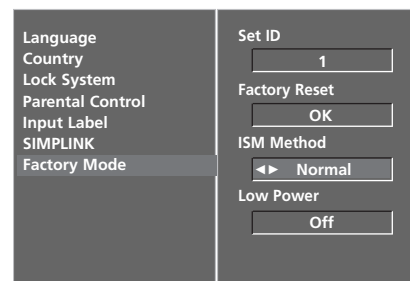 Language
Country
Lock System
Parental Control
Input Label
SIMPLINK
Factory Mode
Set ID
1
Factory Reset
OK
ISM Method
◄► Normal
Low Power
Off